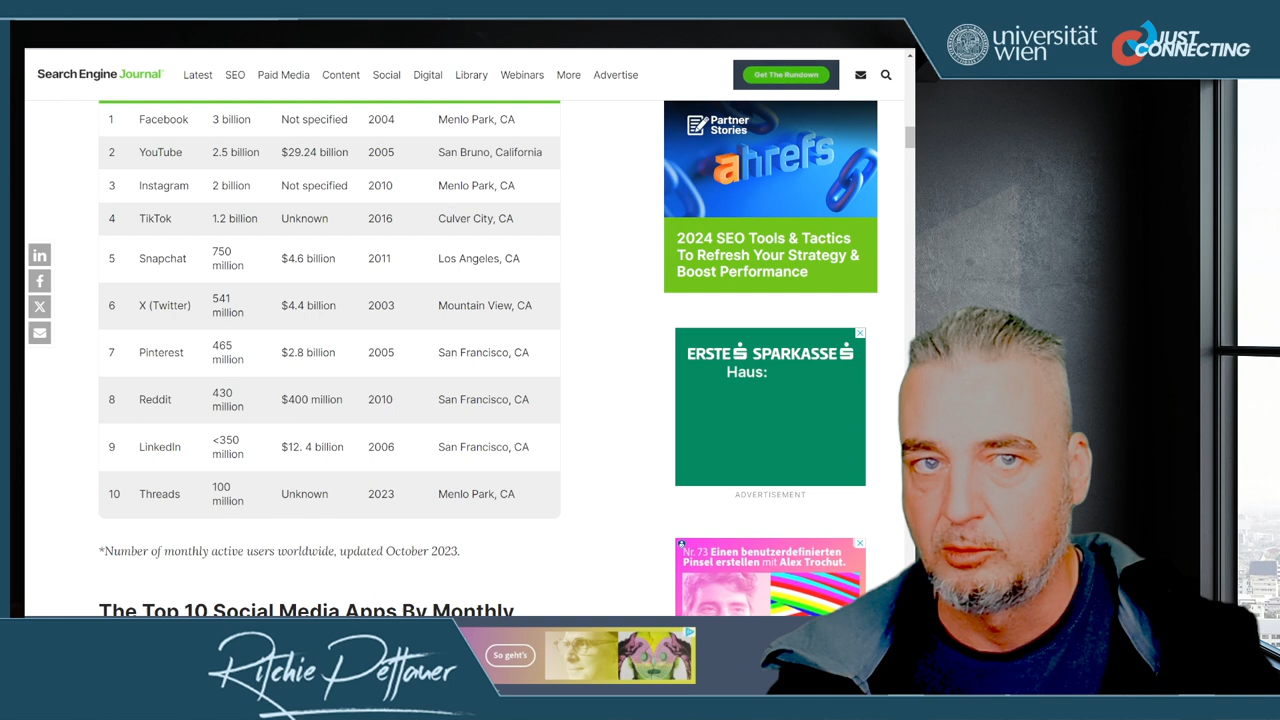 universität
wien
JUST
CONNECTING
Search Engine Journal
Latest SEO Paid Media Content Social Digital Library Webinars More Advertise
Get The Rundown
1 Facebook 3 billion Not specified 2004 Menlo Park, CA
2 YouTube 2.5 billion $29.24 billion 2005 San Bruno, California
3 Instagram 2 billion Not specified 2010 Menlo Park, CA
4 TikTok 1.2 billion Unknown 2016 Culver City, CA
5 Snapchat 750 million $4.6 billion 2011 Los Angeles, CA
6 X (Twitter) 541 million $4.4 billion 2003 Mountain View, CA
7 Pinterest 465 million $2.8 billion 2005 San Francisco, CA
8 Reddit 430 million $400 million 2010 San Francisco, CA
9 LinkedIn <350 million $12. 4 billion 2006 San Francisco, CA
10 Threads 100 million Unknown 2023 Menlo Park, CA
*Number of monthly active users worldwide, updated October 2023.
The Top 10 Social Media Apps By Monthly
Partner
Stories
ahrefs
2024 SEO Tools & Tactics
To Refresh Your Strategy &
Boost Performance
ERSTE SPARKASSE
Haus:
ADVERTISEMENT
Nr. 73 Einen benutzerdefinierten
Pinsel erstellen mit Alex Trochut.
Ritchie Pettauer
So geht's